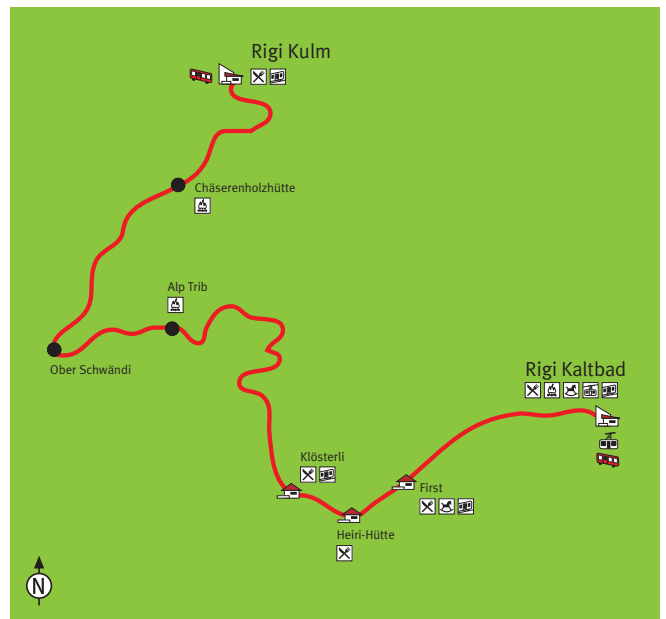 Rigi Kulm
Chäserenholzhütte
Alp Trib
Ober Schwändi
Rigi Kaltbad
Klösterli
First
Heiri-Hütte
N